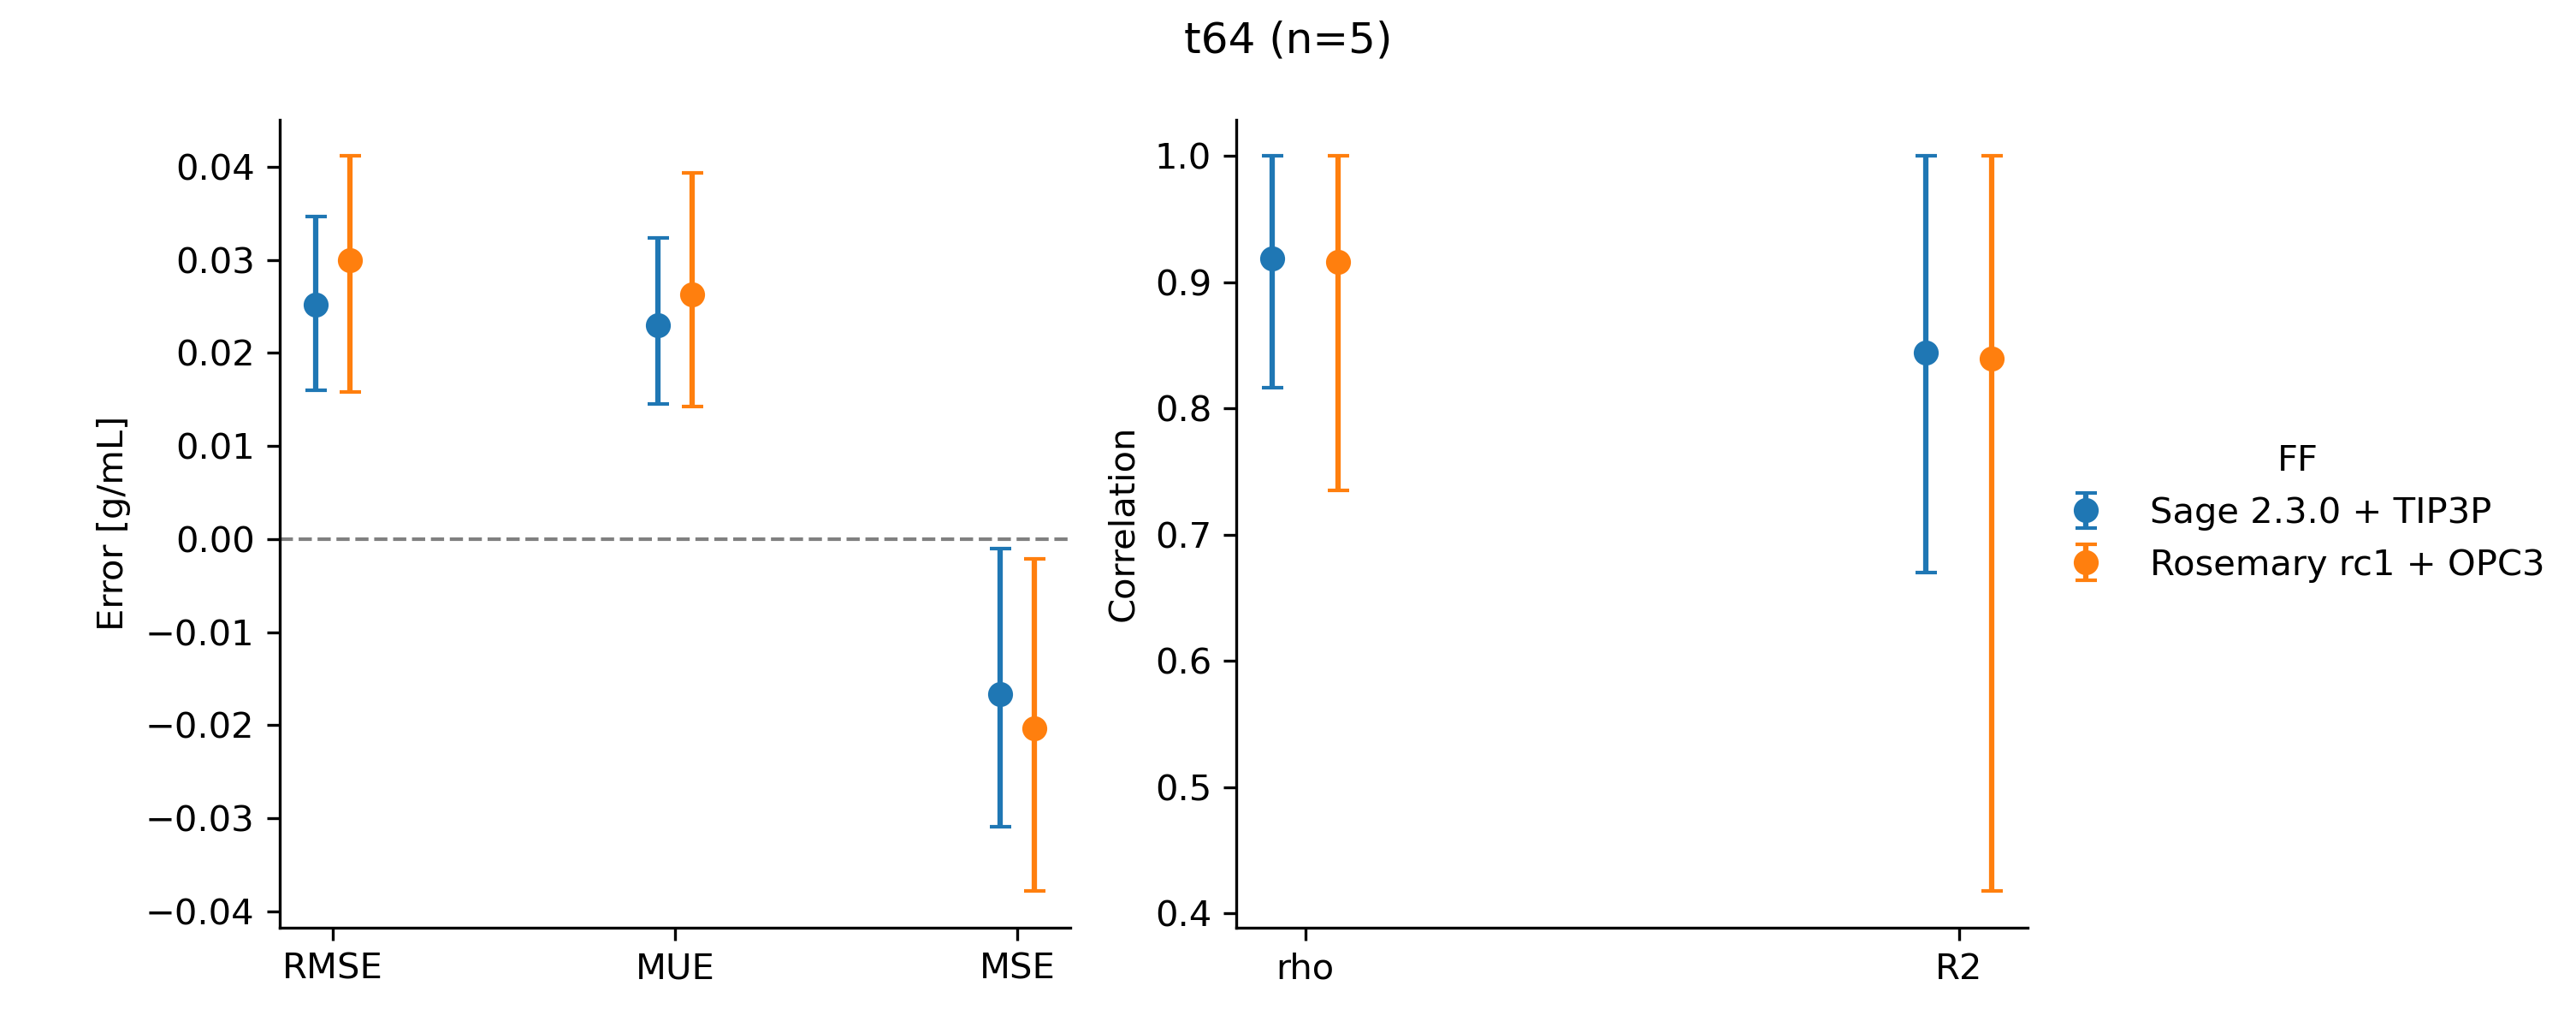 t64 (n=5)
Error [g/mL]
0.04
0.03
0.02
0.01
0.00
−0.01
−0.02
−0.03
−0.04
RMSE
MUE
MSE
Correlation
1.0
0.9
0.8
0.7
0.6
0.5
0.4
rho
R2
FF
Sage 2.3.0 + TIP3P
Rosemary rc1 + OPC3